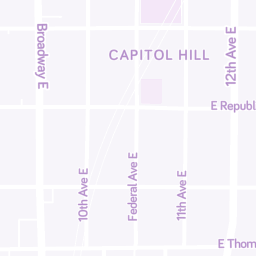 CAPITOL HILL
Broadway E
12th Ave E
E Republ
10th Ave E
Federal Ave E
11th Ave E
E Thom